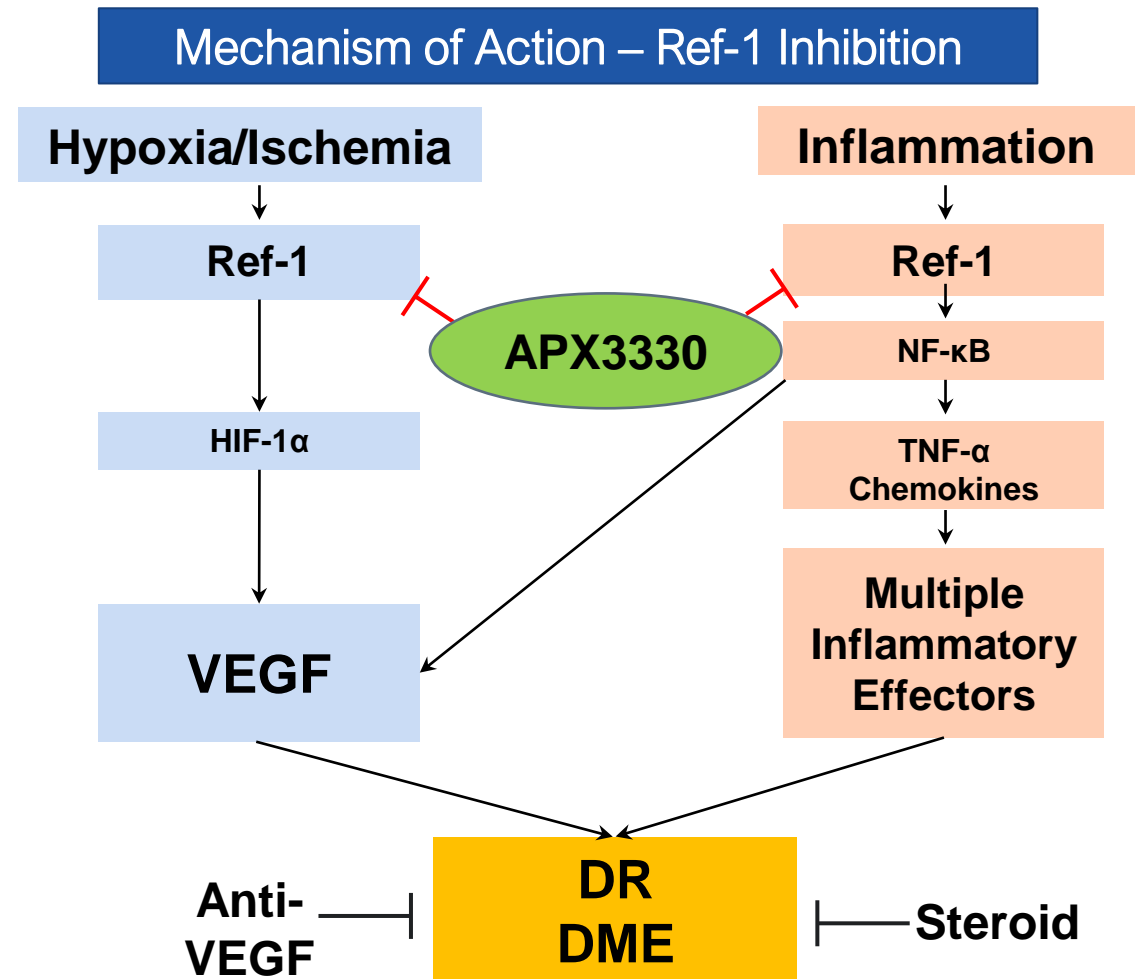 Mechanism of Action – Ref-1 Inhibition
Hypoxia/Ischemia
Inflammation
Ref-1
Ref-1
APX3330
NF-κB
HIF-1α
TNF-α
Chemokines
VEGF
Multiple
Inflammatory
Effectors
DR
DME
Anti-
VEGF
Steroid